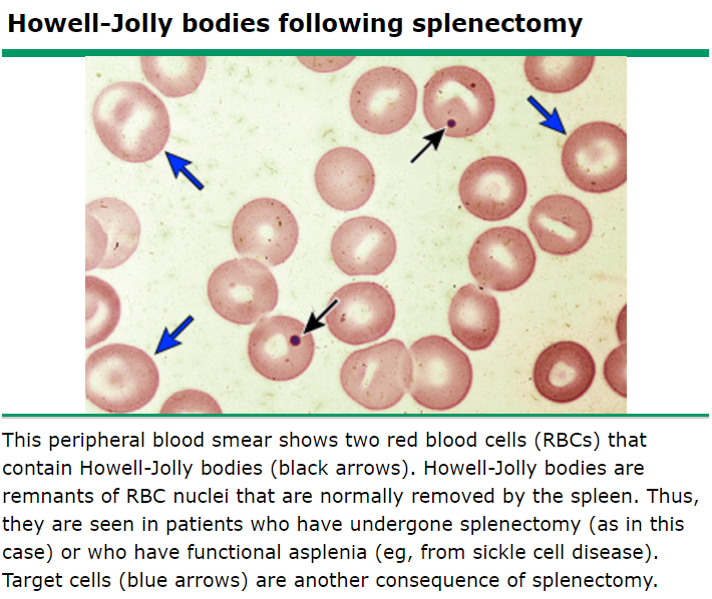 Howell-Jolly bodies following splenectomy
This peripheral blood smear shows two red blood cells (RBCs) that
contain Howell-Jolly bodies (black arrows). Howell-Jolly bodies are
remnants of RBC nuclei that are normally removed by the spleen. Thus,
they are seen in patients who have undergone splenectomy (as in this
case) or who have functional asplenia (eg, from sickle cell disease).
Target cells (blue arrows) are another consequence of splenectomy.